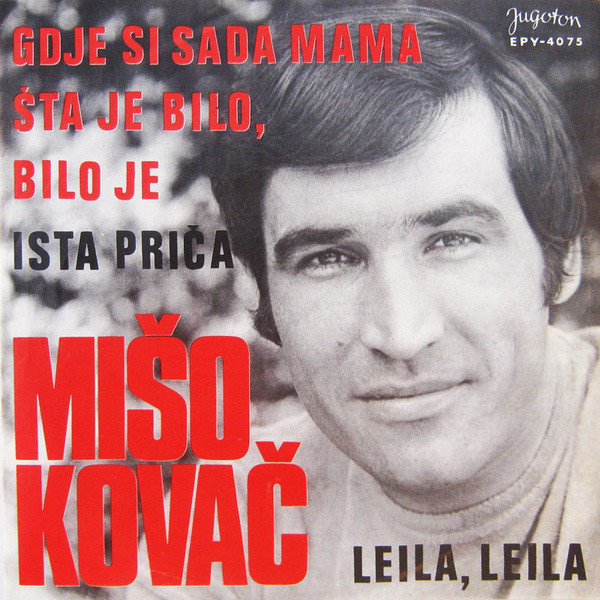 Jugoton
EPY-4075
GDJE SI SADA MAMA
ŠTA JE BILO,
BILO JE
ISTA PRIČA
MIŠO
KOVAČ
LEILA, LEILA